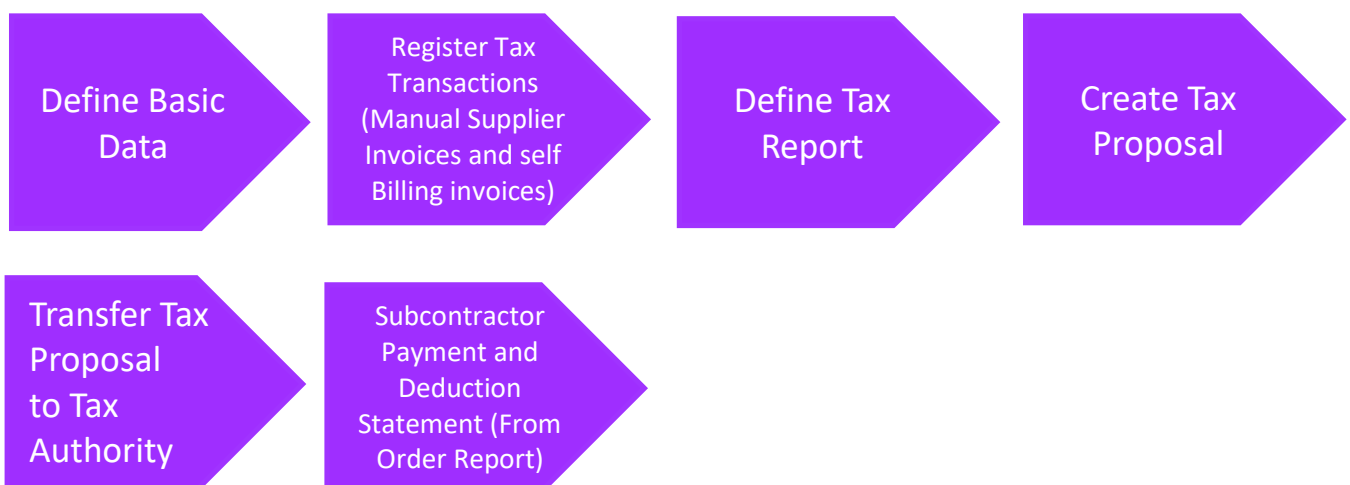 Define Basic
Data
Register Tax
Transactions
(Manual Supplier
Invoices and self
Billing invoices)
Define Tax
Report
Create Tax
Proposal
Transfer Tax
Proposal
to Tax
Authority
Subcontractor
Payment and
Deduction
Statement (From
Order Report)